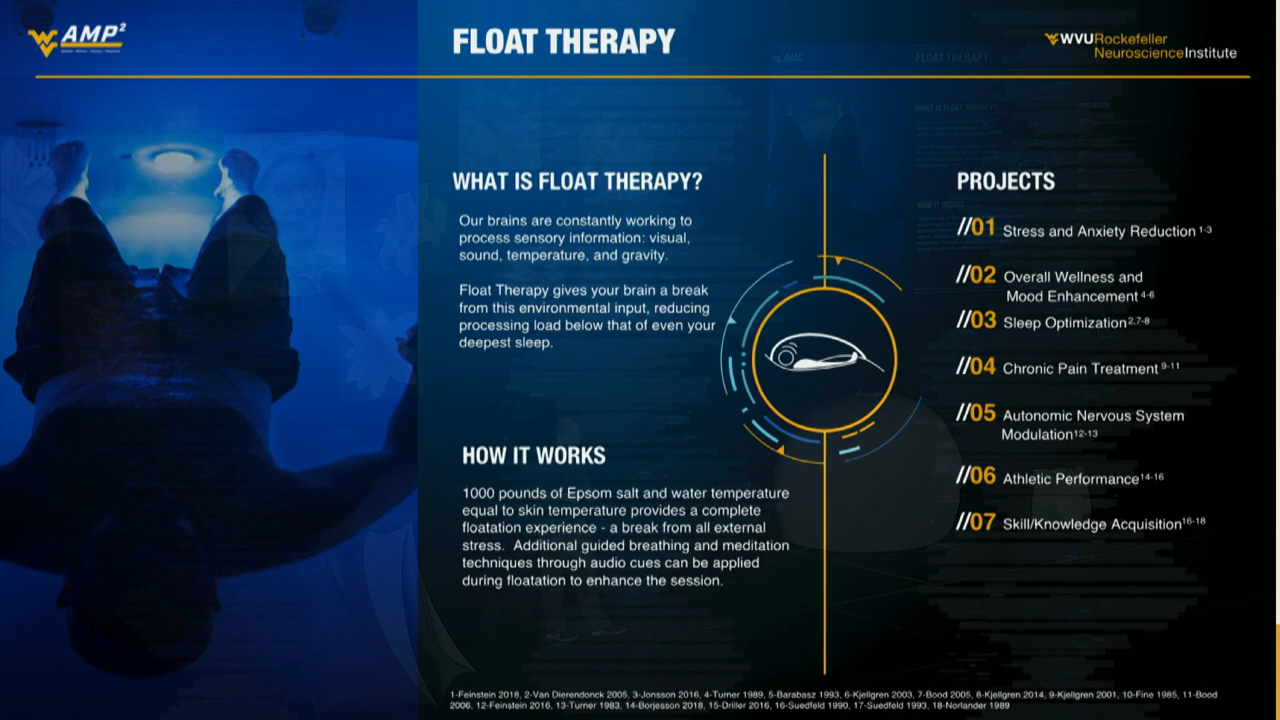 AMP²
FLOAT THERAPY
WVURockefeller
NeuroscienceInstitute
WHAT IS FLOAT THERAPY?
Our brains are constantly working to
process sensory information: visual,
sound, temperature, and gravity.
Float Therapy gives your brain a break
from this environmental input, reducing
processing load below that of even your
deepest sleep.
HOW IT WORKS
1000 pounds of Epsom salt and water temperature
equal to skin temperature provides a complete
floatation experience - a break from all external
stress.  Additional guided breathing and meditation
techniques through audio cues can be applied
during floatation to enhance the session.
PROJECTS
//01 Stress and Anxiety Reduction 1-3
//02 Overall Wellness and
Mood Enhancement 4-6
//03 Sleep Optimization2,7-8
//04 Chronic Pain Treatment 9-11
//05 Autonomic Nervous System
Modulation12-13
//06 Athletic Performance14-16
//07 Skill/Knowledge Acquisition16-18
1-Feinstein 2018, 2-Van Dierendonck 2005, 3-Jonsson 2016, 4-Turner 1989, 5-Barabasz 1993, 6-Kjellgren 2003, 7-Bood 2005, 8-Kjellgren 2014, 9-Kjellgren 2001, 10-Fine 1985, 11-Bood
2006, 12-Feinstein 2016, 13-Turner 1983, 14-Borjesson 2018, 15-Driller 2016, 16-Suedfeld 1990, 17-Suedfeld 1993, 18-Norlander 1989